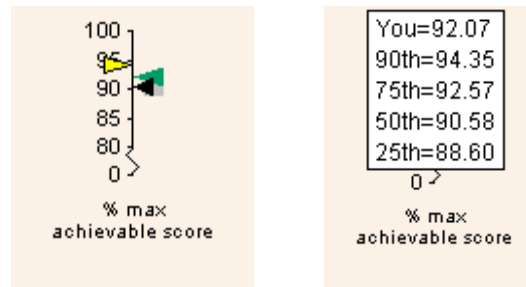 100
95
90
85
80
0
% max
achievable score
You=92.07
90th=94.35
75th=92.57
50th=90.58
25th=88.60
0
% max
achievable score